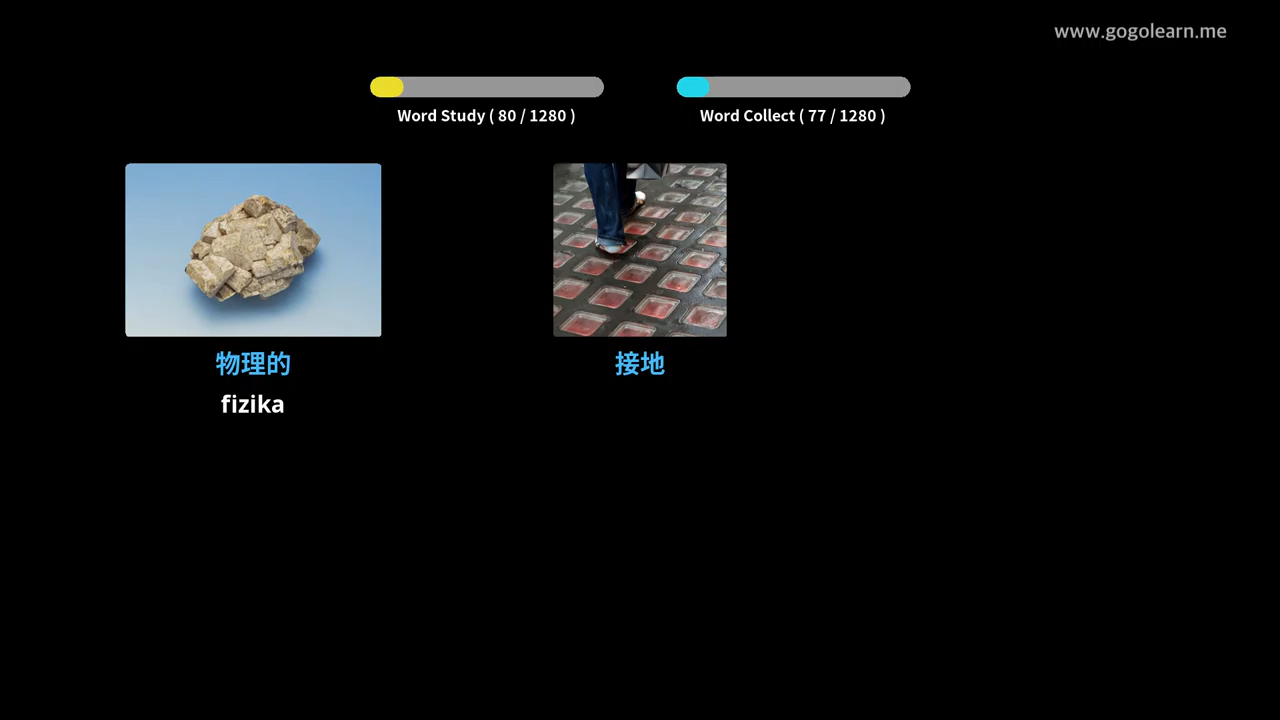 www.gogolearn.me
Word Study ( 80 / 1280 )
Word Collect ( 77 / 1280 )
物理的
fizika
接地